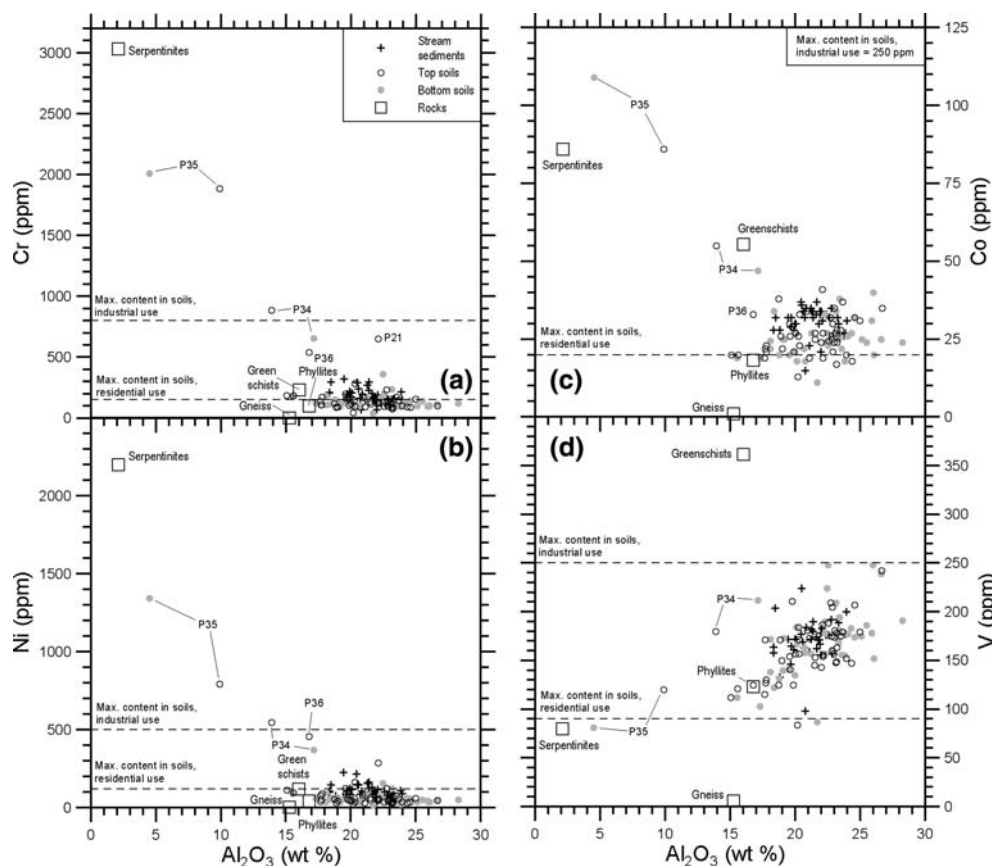 3000
2000
1000
500
0
Cr (ppm)
Serpentinites
Stream
sediments
Top soils
Bottom soils
Rocks
P35
Max. content in soils,
industrial use
P34
P21
P36
Green
schists
Phyllites
Max. content in soils,
residential use
Gneiss
(a)
(b)
2000
1500
1000
500
0
Ni (ppm)
Serpentinites
P35
P36
Max. content in soils,
industrial use
P34
Green
schists
Max. content in soils,
residential use
Gneiss
Phyllites
0 5 10 15 20 25 30
Al2O3 (wt %)
Max. content in soils,
industrial use = 250 ppm
125
100
75
50
25
0
Co (ppm)
P35
Serpentinites
Greenschists
P34
P36
Max. content in soils,
residential use
Phyllites
Gneiss
(c)
(d)
350
300
250
200
150
100
50
0
V (ppm)
Greenschists
Max. content in soils,
industrial use
P34
Phyllites
Max. content in soils,
residential use
P35
Serpentinites
Gneiss
0 5 10 15 20 25 30
Al2O3 (wt %)